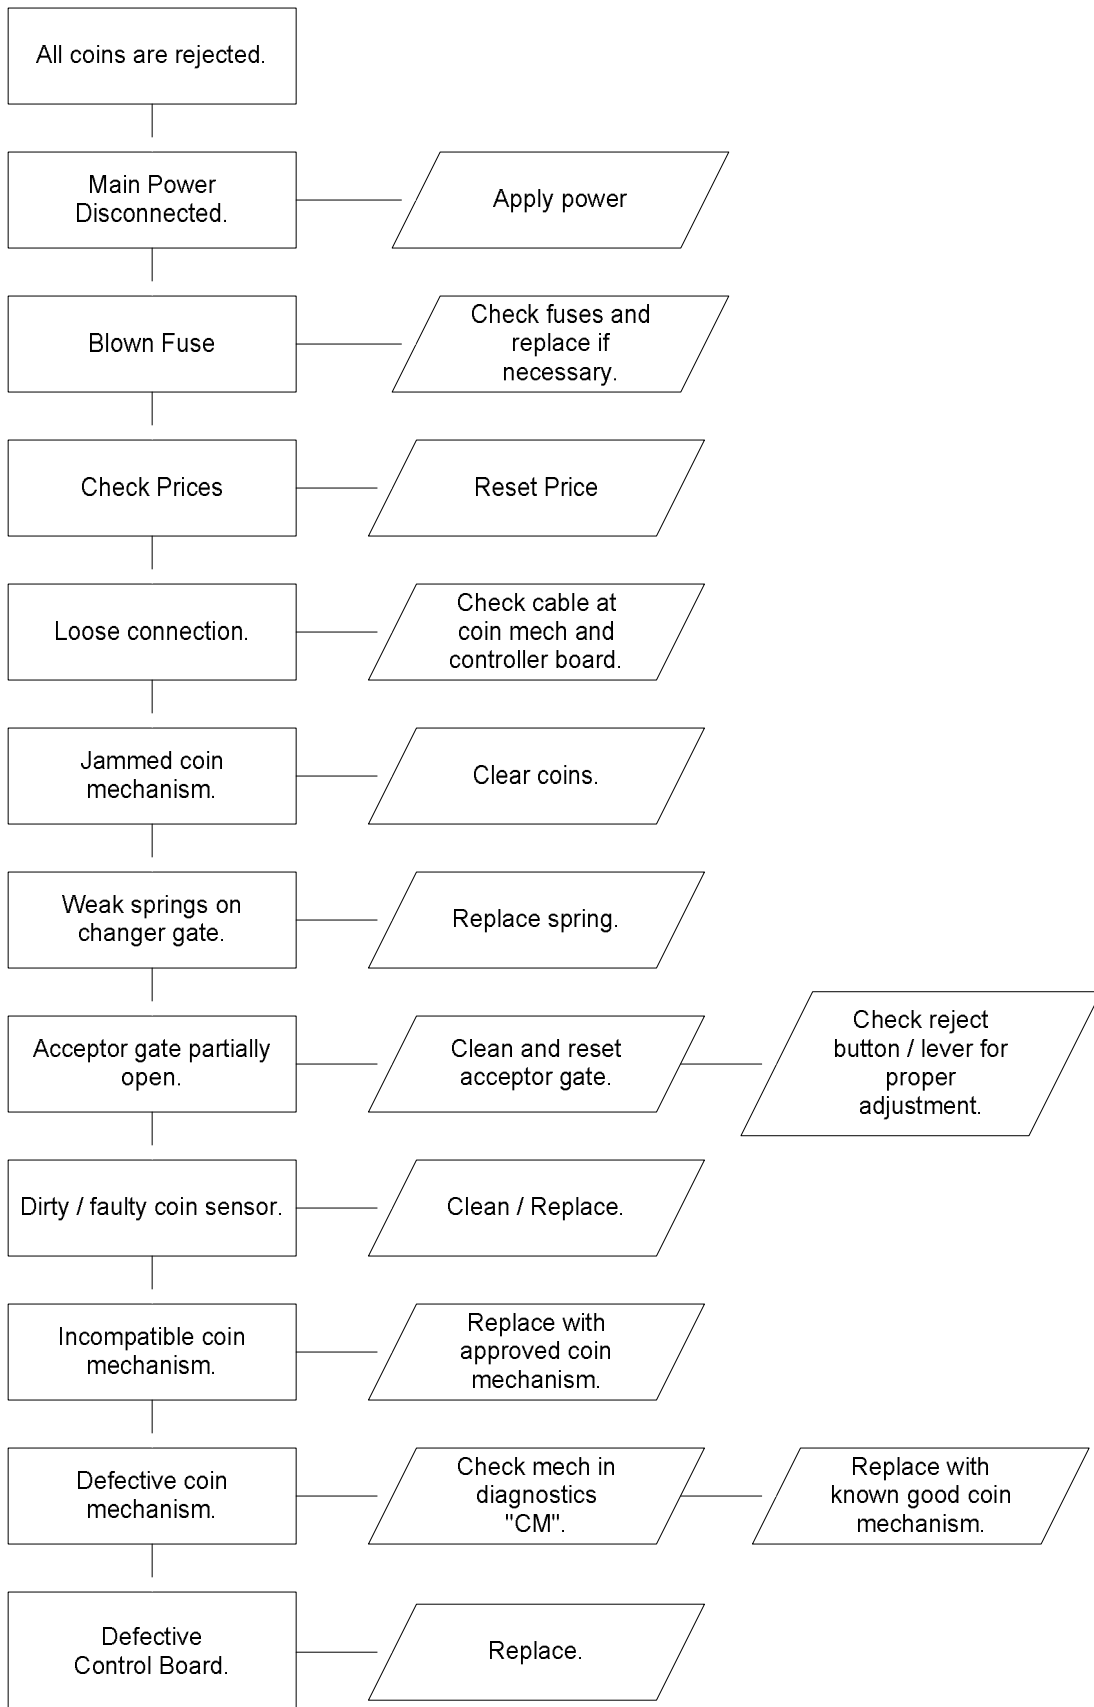 All coins are rejected.
Main Power
Disconnected.
Apply power
Blown Fuse
Check fuses and
replace if
necessary.
Check Prices
Reset Price
Loose connection.
Check cable at
coin mech and
controller board.
Jammed coin
mechanism.
Clear coins.
Weak springs on
changer gate.
Replace spring.
Acceptor gate partially
open.
Clean and reset
acceptor gate.
Check reject
button / lever for
proper
adjustment.
Dirty / faulty coin sensor.
Clean / Replace.
Incompatible coin
mechanism.
Replace with
approved coin
mechanism.
Defective coin
mechanism.
Check mech in
diagnostics
"CM".
Replace with
known good coin
mechanism.
Defective
Control Board.
Replace.